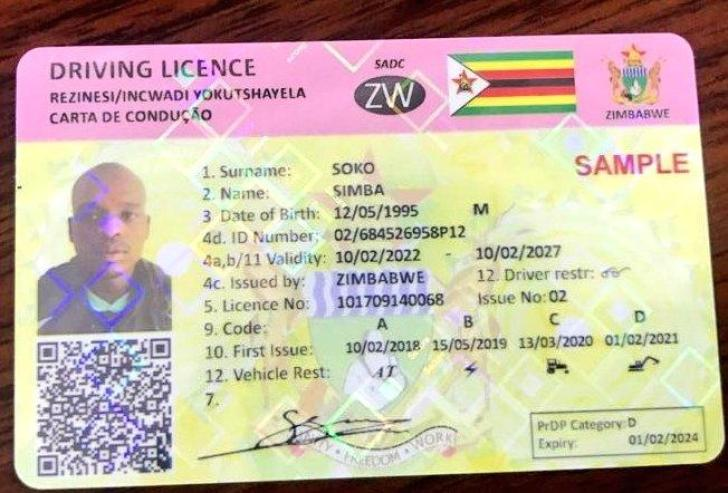 DRIVING LICENCE
REZINESI/INCWADI YOKUTSHAYELA
CARTA DE CONDUÇÃO
SADC
ZW
ZIMBABWE
SAMPLE
1. Surname: SOKO
2. Name: SIMBA
3 Date of Birth: 12/05/1995 M
4d. ID Number: 02/684526958P12
4a,b/11 Validity: 10/02/2022 - 10/02/2027
4c. Issued by: ZIMBABWE 12. Driver restr:
5. Licence No: 101709140068 Issue No: 02
9. Code: A B C D
10. First Issue: 10/02/2018 15/05/2019 13/03/2020 01/02/2021
12. Vehicle Rest: AT
7.
UNITY • FREEDOM • WORK
PrDP Category: D
Expiry: 01/02/2024